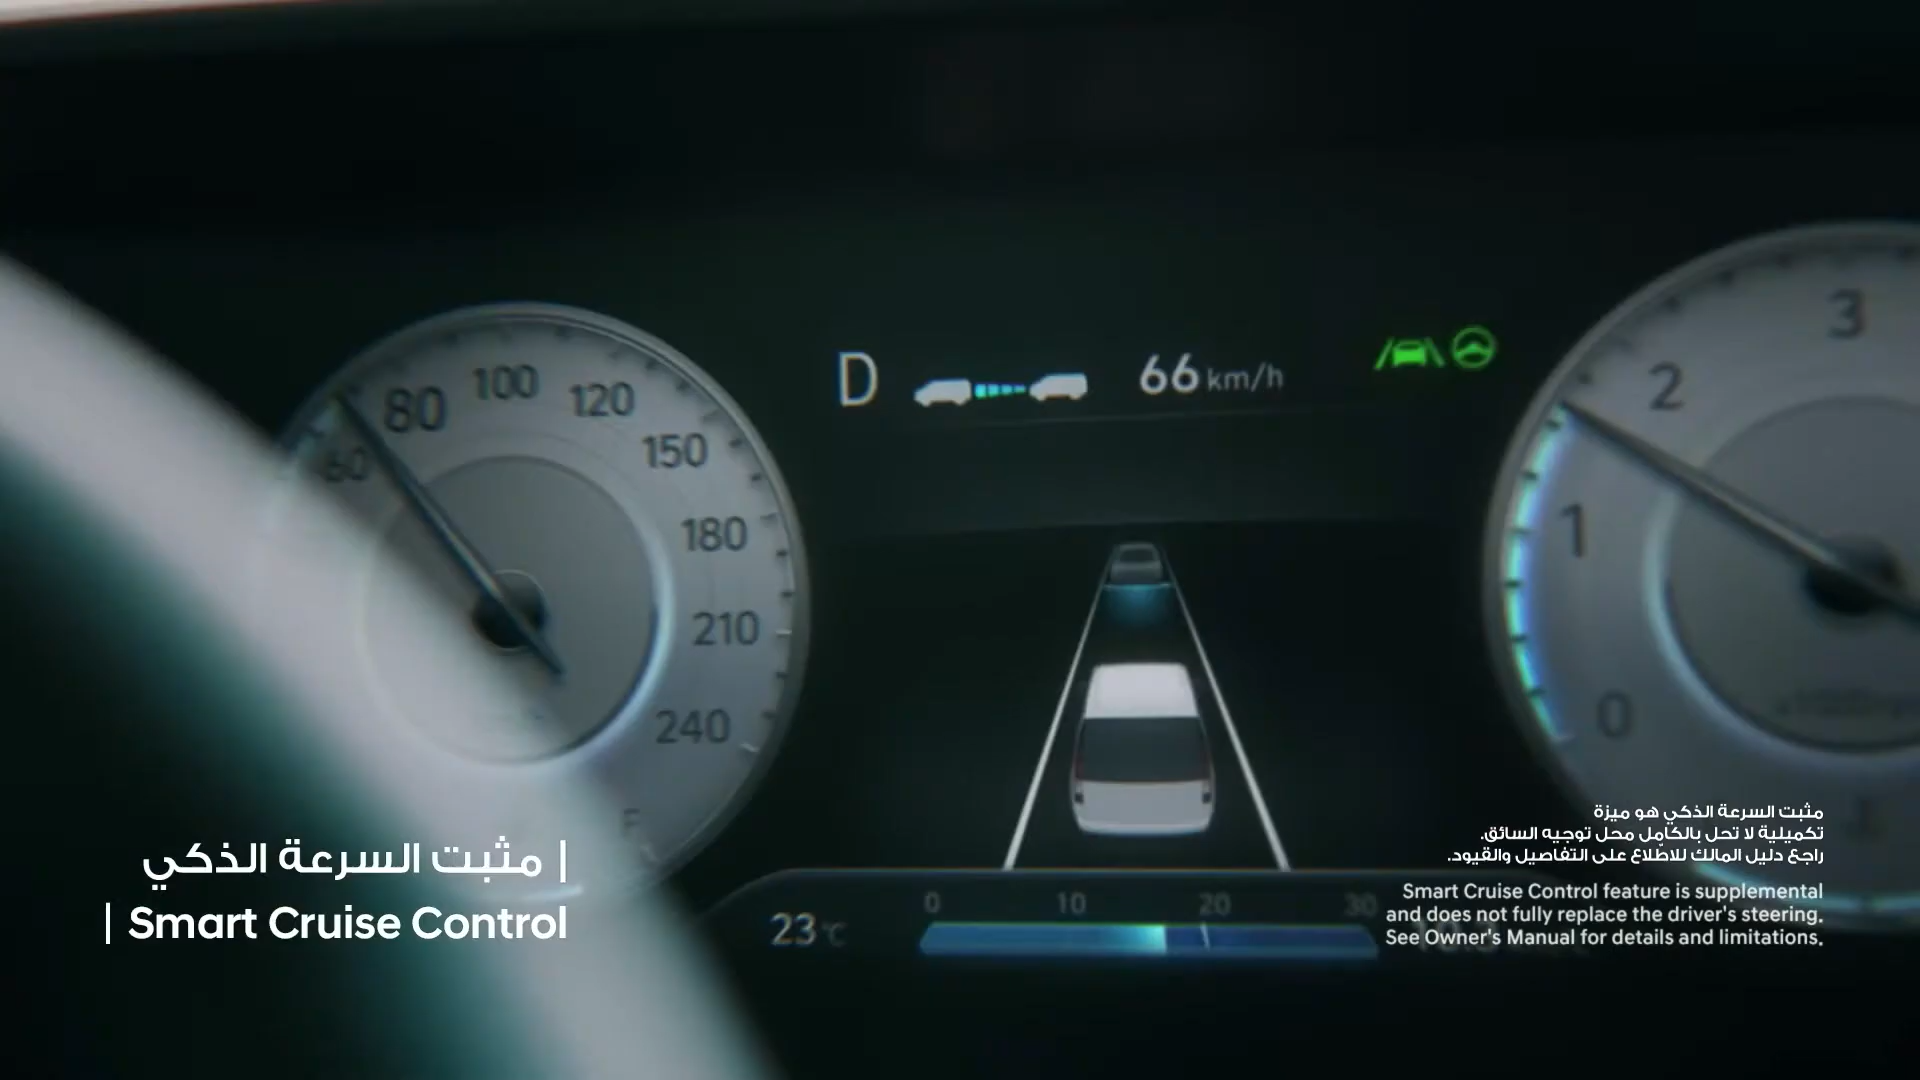 D
66 km/h
60
80
100
120
150
180
210
240
F
3
2
1
0
23 °C
0 10 20 30
| مثبت السرعة الذكي
| Smart Cruise Control
مثبت السرعة الذكي هو ميزة
تكميلية لا تحل بالكامل محل توجيه السائق.
راجع دليل المالك للاطّلاع على التفاصيل والقيود.
Smart Cruise Control feature is supplemental
and does not fully replace the driver's steering.
See Owner's Manual for details and limitations.